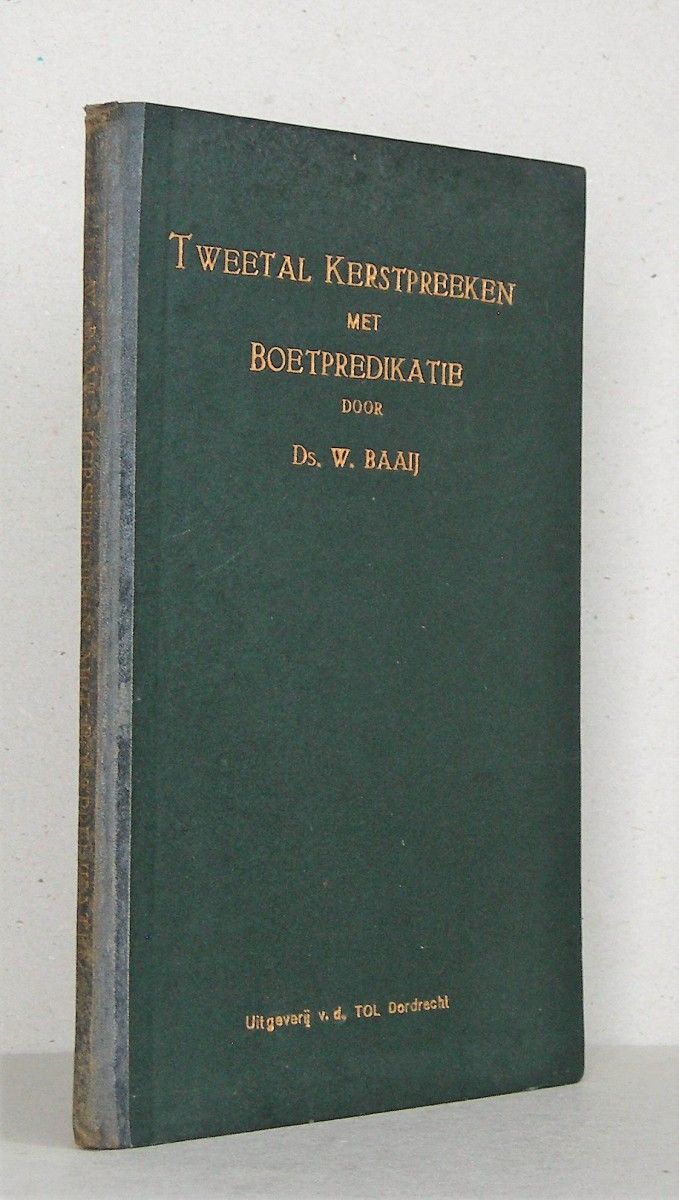 TWEETAL KERSTPREEKEN
MET
BOETPREDIKATIE
DOOR
Ds. W. BAAIJ
Uitgeverij v. d. TOL Dordrecht